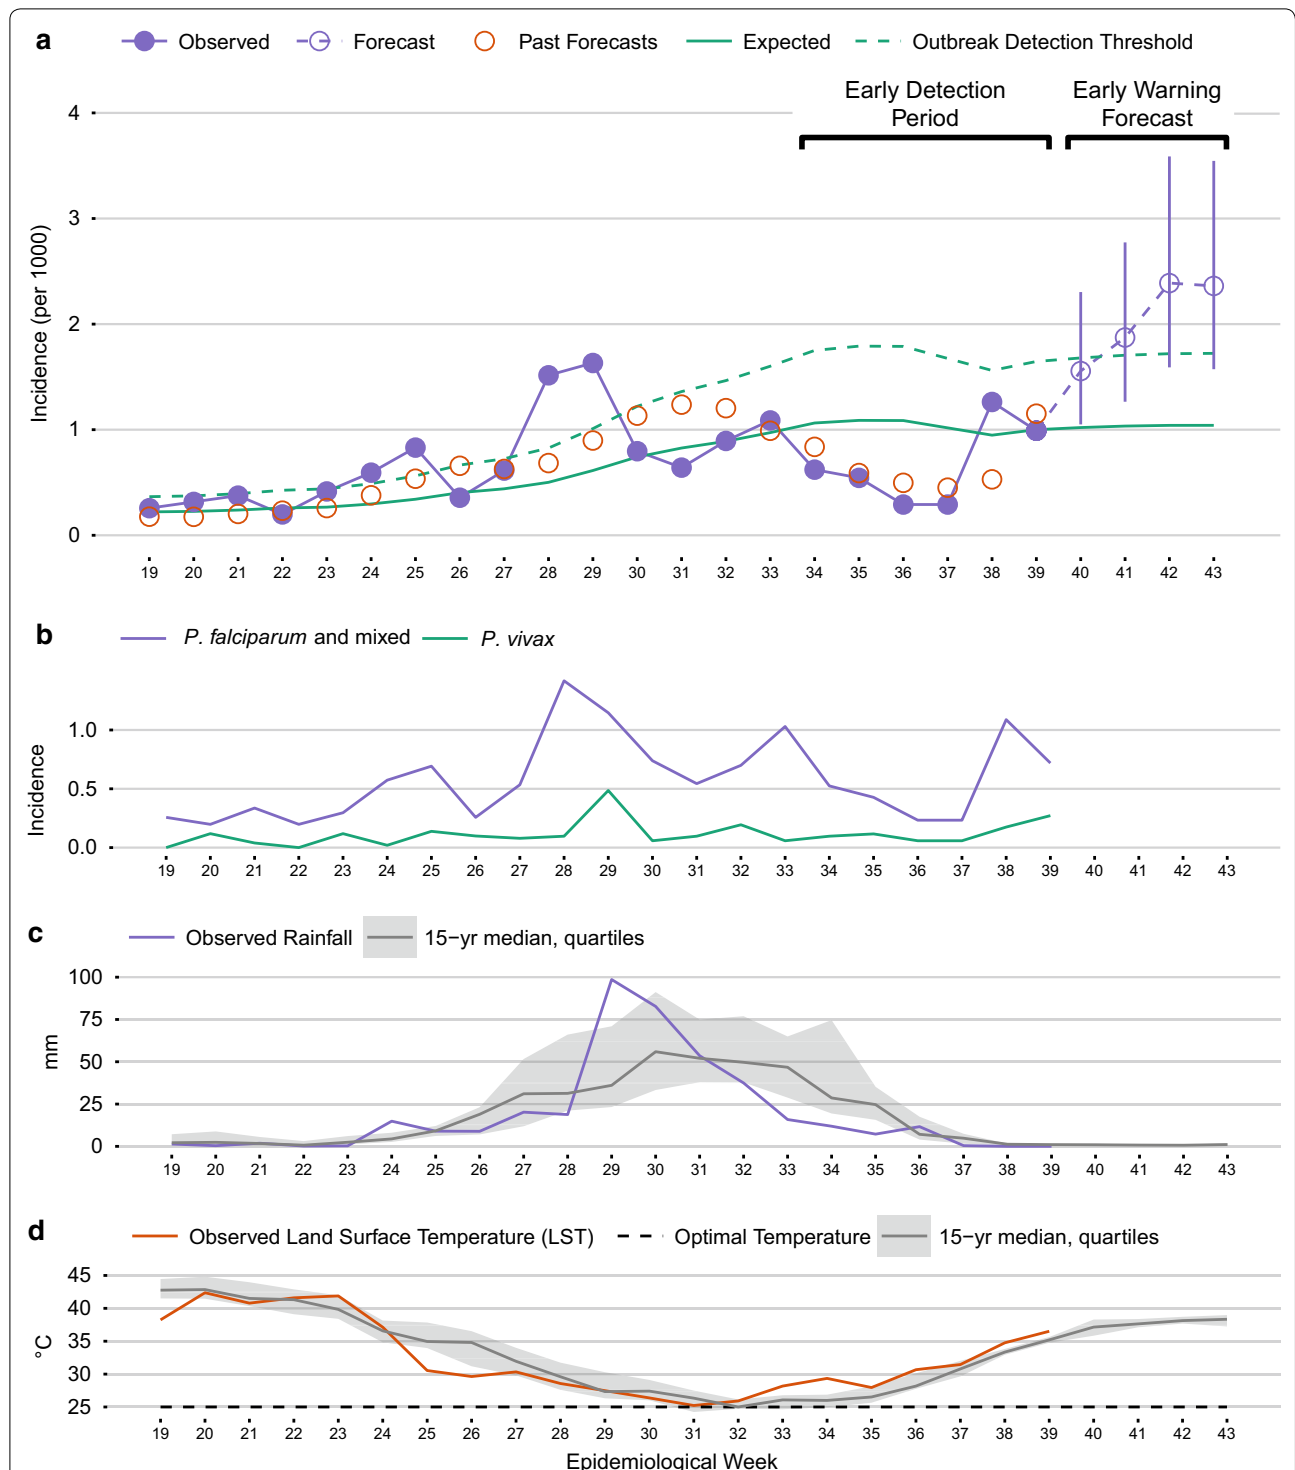 a Observed Forecast Past Forecasts Expected Outbreak Detection Threshold
Early Detection Period
Early Warning Forecast
Incidence (per 1000)
4
3
2
1
0
19 20 21 22 23 24 25 26 27 28 29 30 31 32 33 34 35 36 37 38 39 40 41 42 43
b P. falciparum and mixed P. vivax
Incidence
1.0
0.5
0.0
19 20 21 22 23 24 25 26 27 28 29 30 31 32 33 34 35 36 37 38 39 40 41 42 43
c Observed Rainfall 15−yr median, quartiles
mm
100
75
50
25
0
19 20 21 22 23 24 25 26 27 28 29 30 31 32 33 34 35 36 37 38 39 40 41 42 43
d Observed Land Surface Temperature (LST) Optimal Temperature 15−yr median, quartiles
°C
45
40
35
30
25
19 20 21 22 23 24 25 26 27 28 29 30 31 32 33 34 35 36 37 38 39 40 41 42 43
Epidemiological Week